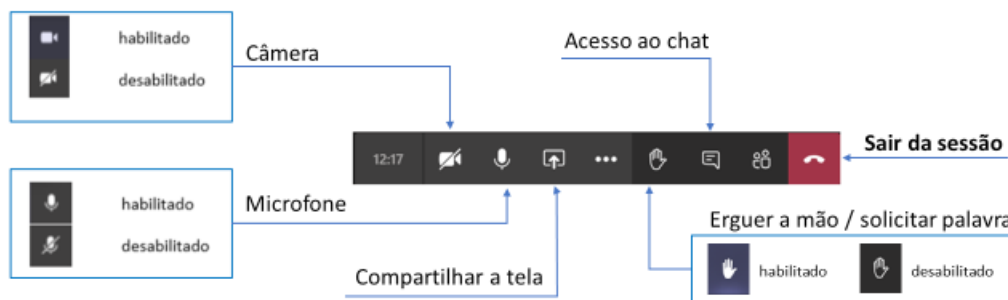 habilitado
desabilitado
Câmera
Acesso ao chat
12:17
Sair da sessão
habilitado
desabilitado
Microfone
Erguer a mão / solicitar palavra
habilitado
desabilitado
Compartilhar a tela